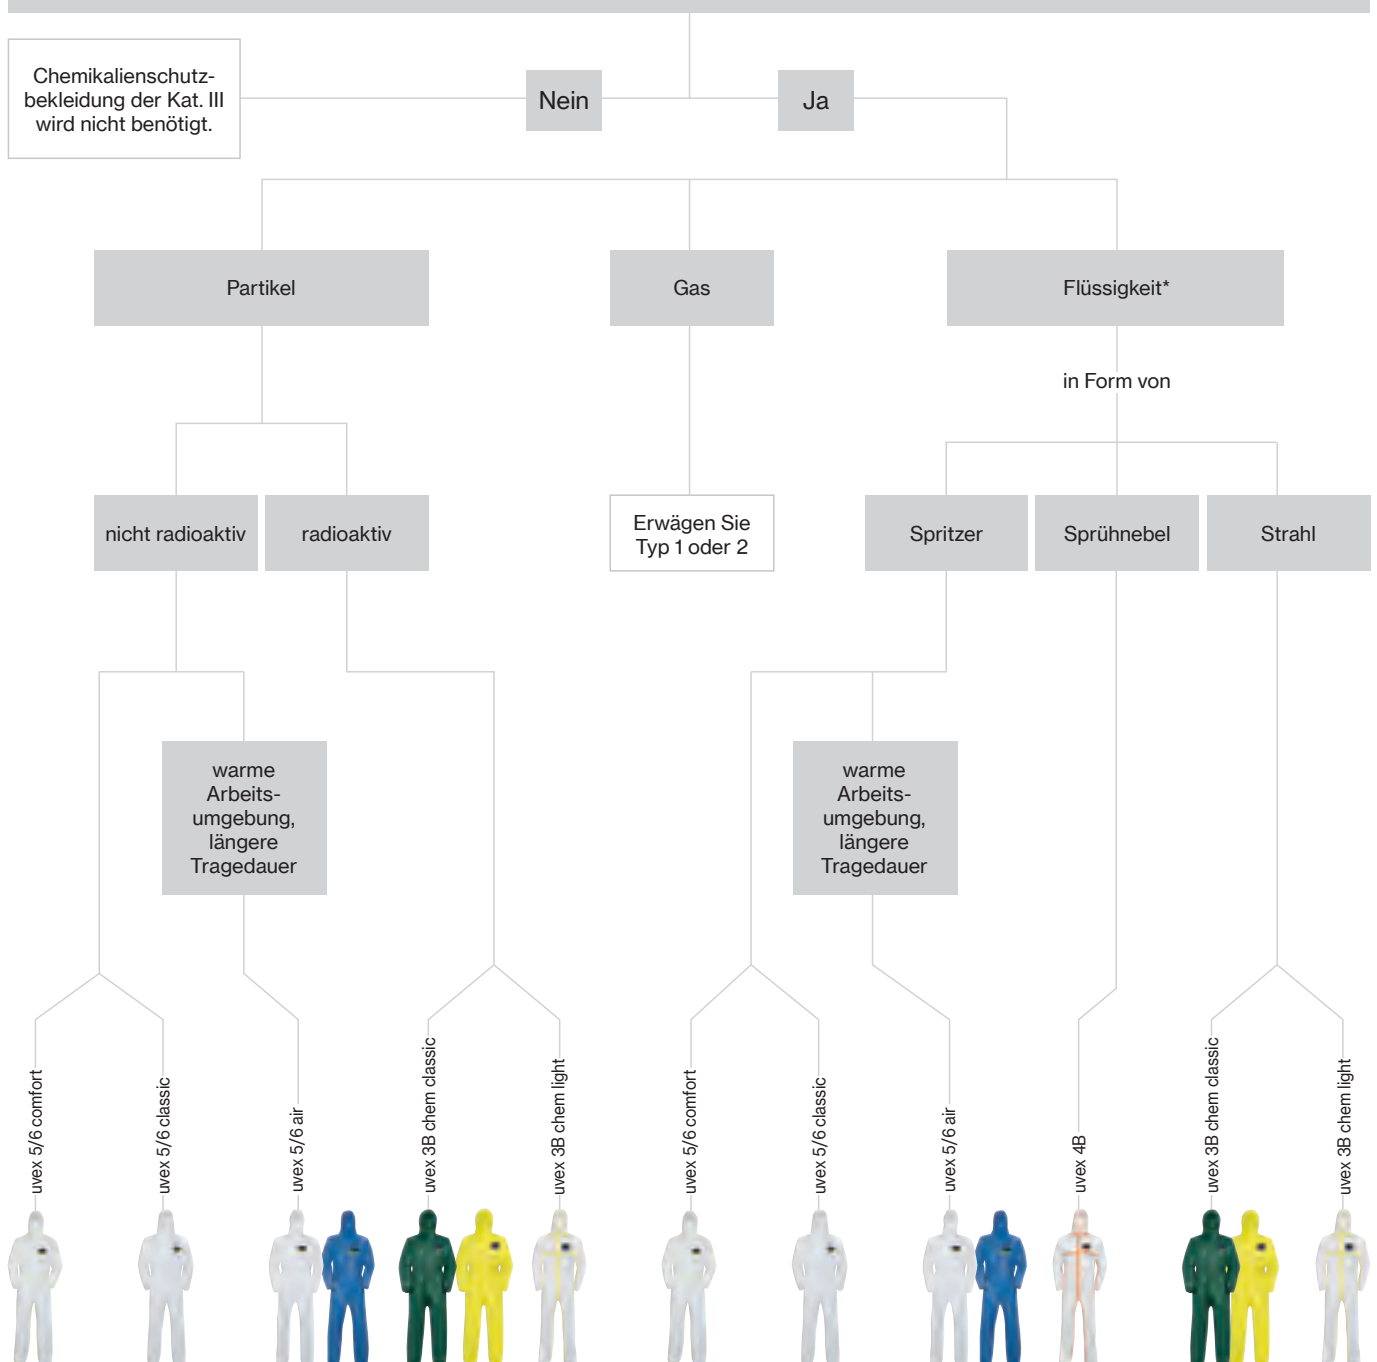 Chemikalienschutz-
bekleidung der Kat. III
wird nicht benötigt.
Nein
Ja
Partikel
Gas
Flüssigkeit*
in Form von
nicht radioaktiv
radioaktiv
Erwägen Sie
Typ 1 oder 2
Spritzer
Sprühnebel
Strahl
warme
Arbeits-
umgebung,
längere
Tragedauer
warme
Arbeits-
umgebung,
längere
Tragedauer
uvex 5/6 comfort
uvex 5/6 classic
uvex 5/6 air
uvex 3B chem classic
uvex 3B chem light
uvex 5/6 comfort
uvex 5/6 classic
uvex 5/6 air
uvex 4B
uvex 3B chem classic
uvex 3B chem light